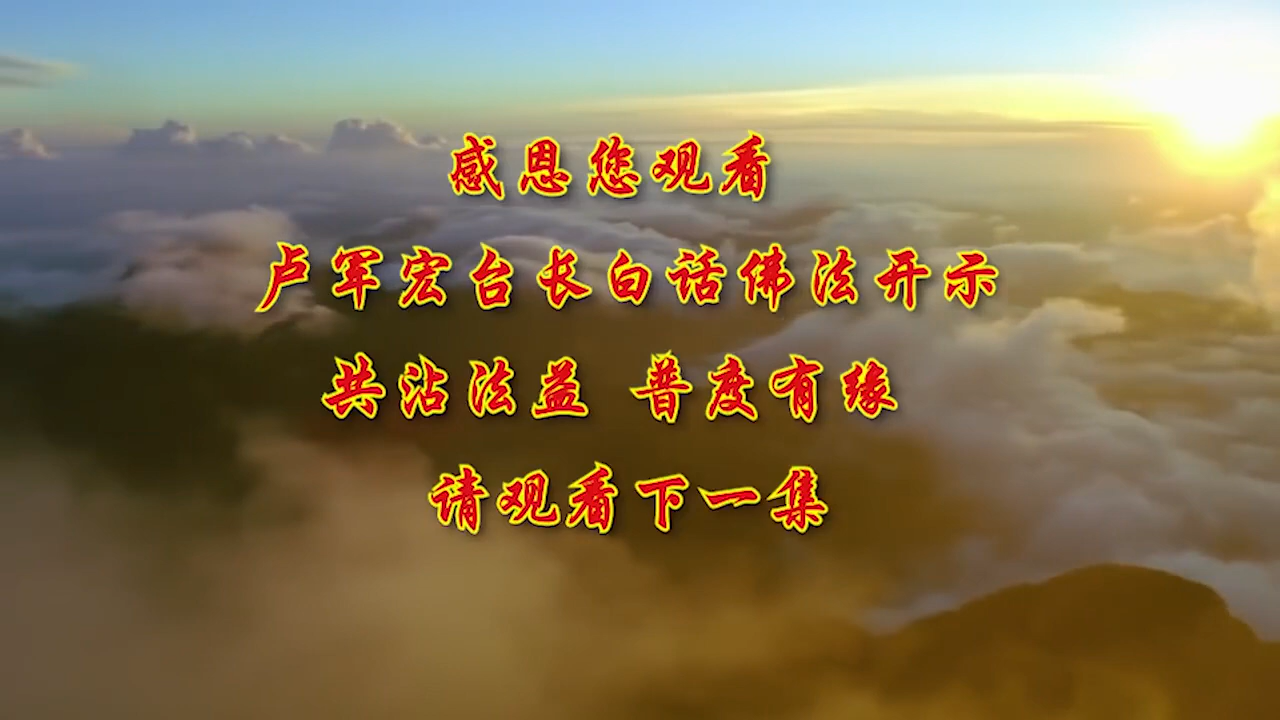 感恩您观看
卢军宏台长白话佛法开示
共沾法益 普度有缘
请观看下一集